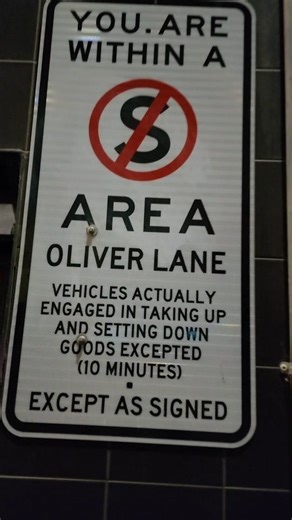 YOU.ARE
WITHIN A
S
AREA
OLIVER LANE
VEHICLES ACTUALLY
ENGAGED IN TAKING UP
AND SETTING DOWN
GOODS EXCEPTED
(10 MINUTES)
EXCEPT AS SIGNED